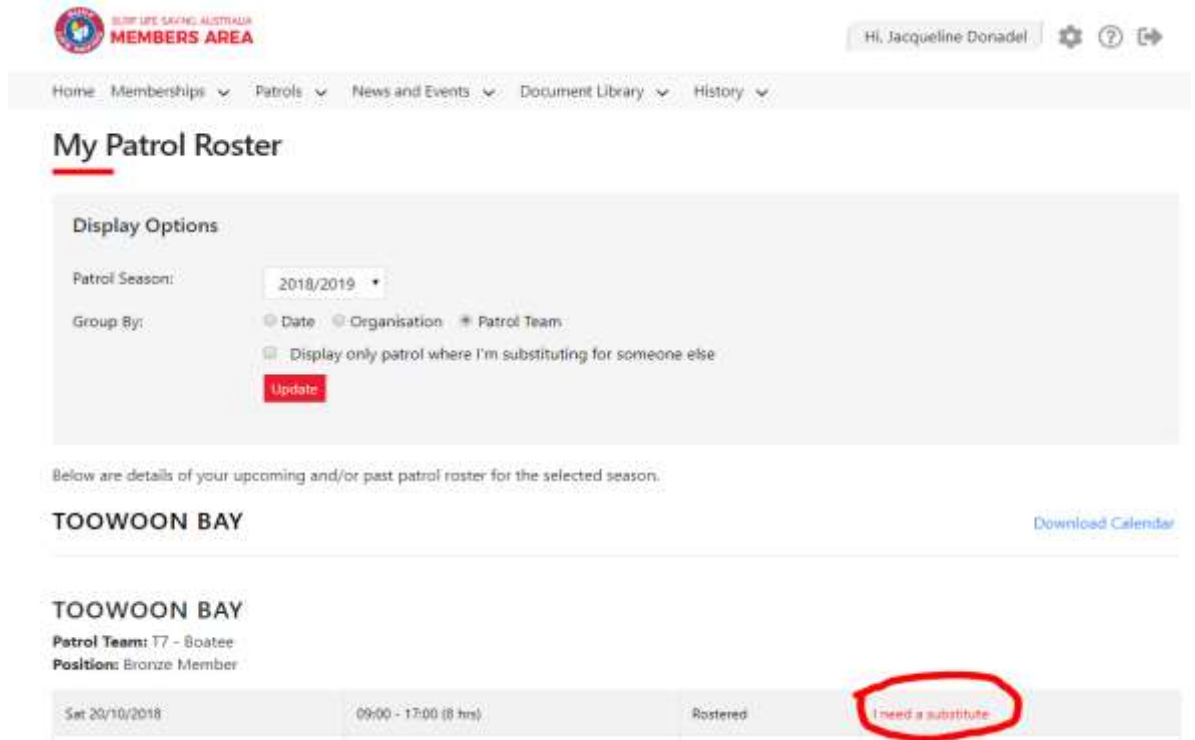 SURF LIFE SAVING AUSTRALIA
MEMBERS AREA
Hi, Jacqueline Donadel
Home Memberships Patrols News and Events Document Library History
My Patrol Roster
Display Options
Patrol Season: 2018/2019
Group By: Date Organisation Patrol Team
Display only patrol where I'm substituting for someone else
Update
Below are details of your upcoming and/or past patrol roster for the selected season.
TOOWOON BAY Download Calendar
TOOWOON BAY
Patrol Team: T7 - Boatee
Position: Bronze Member
Sat 20/10/2018 09:00 - 17:00 (8 hrs) Rostered I need a substitute